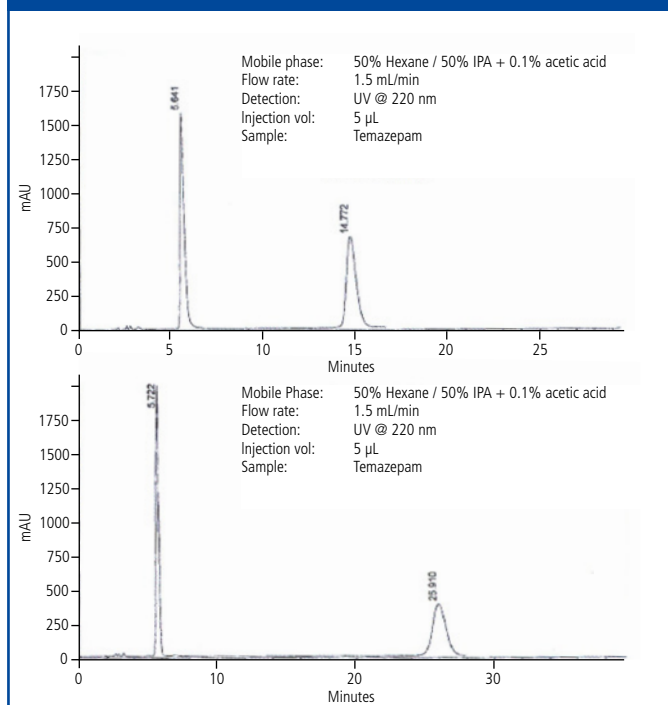 Mobile phase: 50% Hexane / 50% IPA + 0.1% acetic acid
Flow rate: 1.5 mL/min
Detection: UV @ 220 nm
Injection vol: 5 µL
Sample: Temazepam
5.641
14.772
1750
1500
1250
1000
750
500
250
0
mAU
0 5 10 15 20 25
Minutes
Mobile Phase: 50% Hexane / 50% IPA + 0.1% acetic acid
Flow rate: 1.5 mL/min
Detection: UV @ 220 nm
Injection vol: 5 µL
Sample: Temazepam
5.722
25.910
1750
1500
1250
1000
750
500
250
0
mAU
0 10 20 30
Minutes